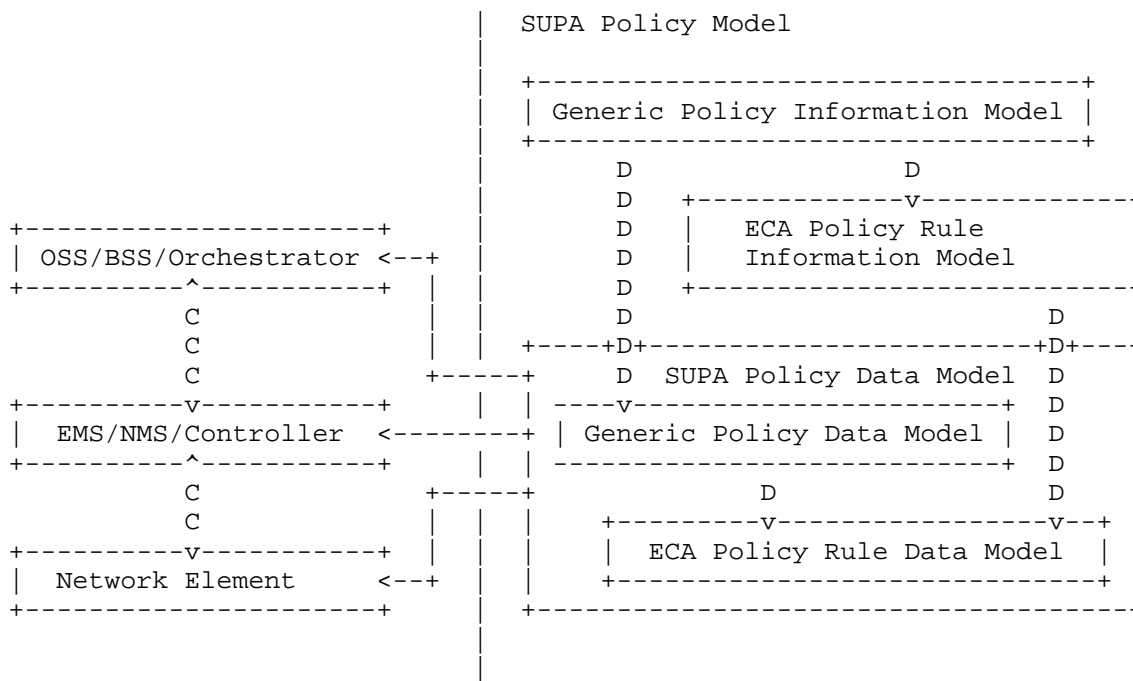 SUPA Policy Model
Generic Policy Information Model
D D
D
D ECA Policy Rule
OSS/BSS/Orchestrator D Information Model
D
C D D
C D D
C D SUPA Policy Data Model D
v v D
EMS/NMS/Controller Generic Policy Data Model D
D
C D D
C v v
v ECA Policy Rule Data Model
Network Element